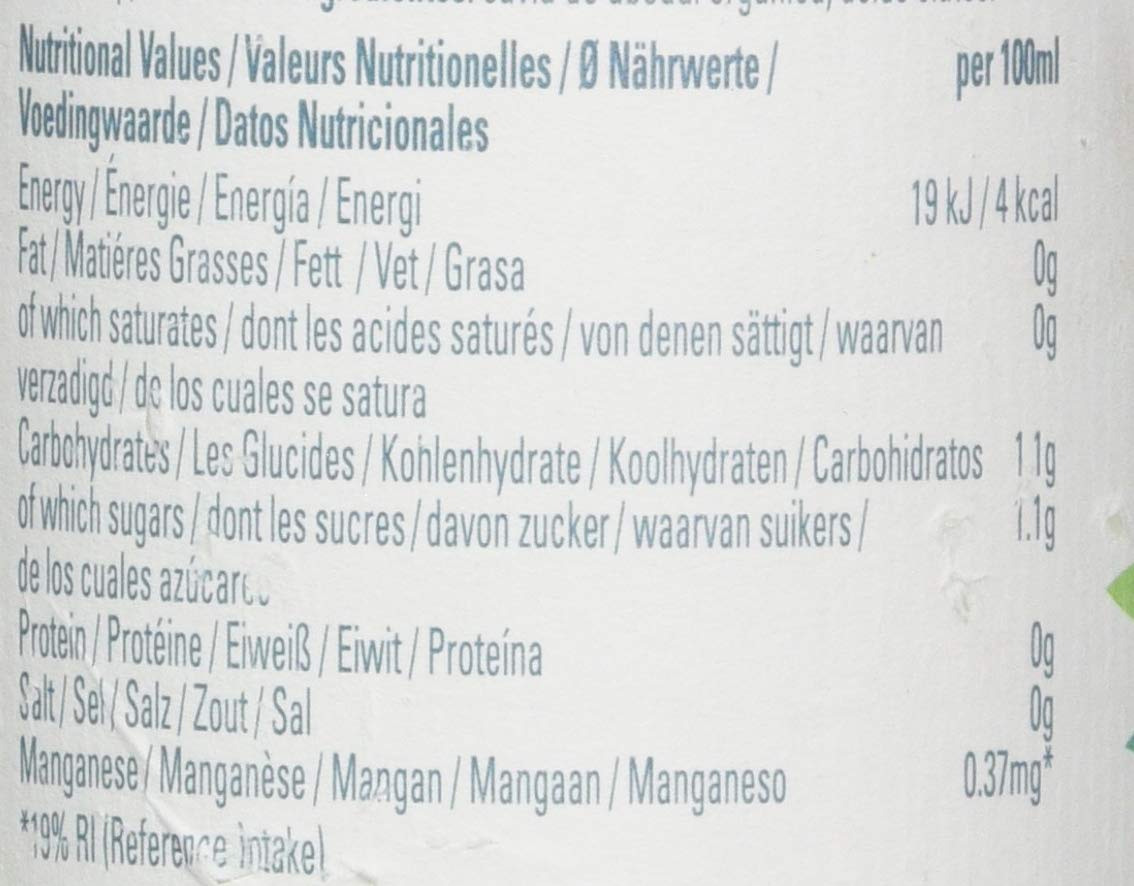 Nutritional Values / Valeurs Nutritionelles / Ø Nährwerte / per 100ml
Voedingwaarde / Datos Nutricionales
Energy / Énergie / Energía / Energi 19 kJ / 4 kcal
Fat / Matiéres Grasses / Fett / Vet / Grasa 0g
of which saturates / dont les acides saturés / von denen sättigt / waarvan 0g
verzadigd / de los cuales se satura
Carbohydrates / Les Glucides / Kohlenhydrate / Koolhydraten / Carbohidratos 1.1g
of which sugars / dont les sucres / davon zucker / waarvan suikers / 1.1g
de los cuales azúcares
Protein / Protéine / Eiweiß / Eiwit / Proteína 0g
Salt / Sel / Salz / Zout / Sal 0g
Manganese / Manganèse / Mangan / Mangaan / Manganeso 0.37mg*
*19% RI (Reference intake)